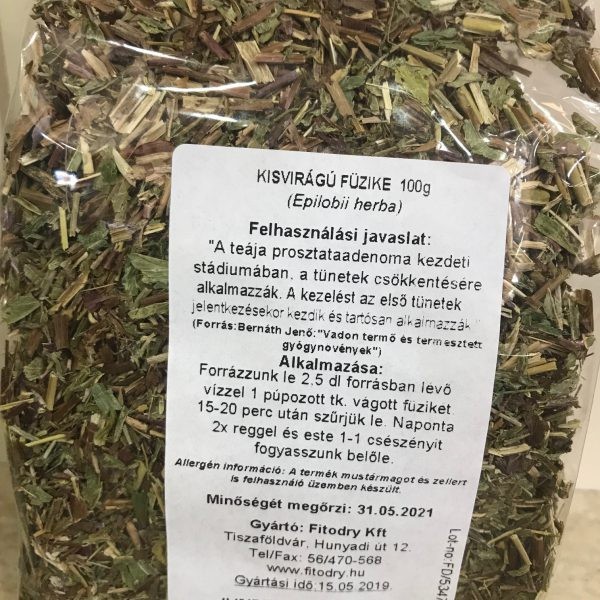 KISVIRÁGÚ FÜZIKE 100g
(Epilobii herba)
Felhasználási javaslat:
"A teája prosztataadenoma kezdeti
stádiumában, a tünetek csökkentésére
alkalmazzák. A kezelést az első tünetek
jelentkezésekor kezdik és tartósan alkalmazzák."
(Forrás:Bernáth Jenő:"Vadon termő és termesztett
gyógynövények")
Alkalmazása:
Forrázzunk le 2,5 dl forrásban lévő
vízzel 1 púpozott tk. vágott füziket
15-20 perc után szűrjük le. Naponta
2x reggel és este 1-1 csészényit
fogyasszunk belőle.
Allergén információ: A termék mustármagot és zellert
is felhasználó üzemben készült.
Minőségét megőrzi: 31.05.2021
Gyártó: Fitodry Kft
Tiszaföldvár, Hunyadi út 12.
Tel/Fax: 56/470-568
www.fitodry.hu
Gyártási idő:15.05.2019.
Lot-no:FD/5347